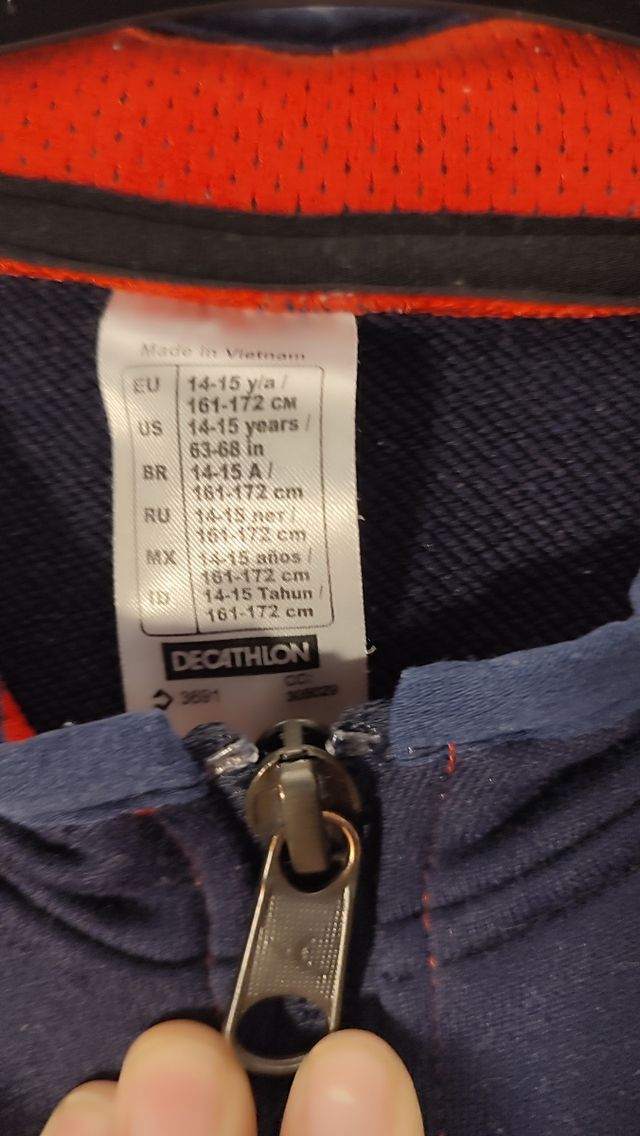 Made in Vietnam
EU 14-15 y/a /
161-172 CM
US 14-15 years /
63-68 in
BR 14-15 A /
161-172 cm
RU 14-15 лет /
161-172 cm
MX 14-15 años /
161-172 cm
ID 14-15 Tahun /
161-172 cm
DECATHLON
3691 CC:
305029